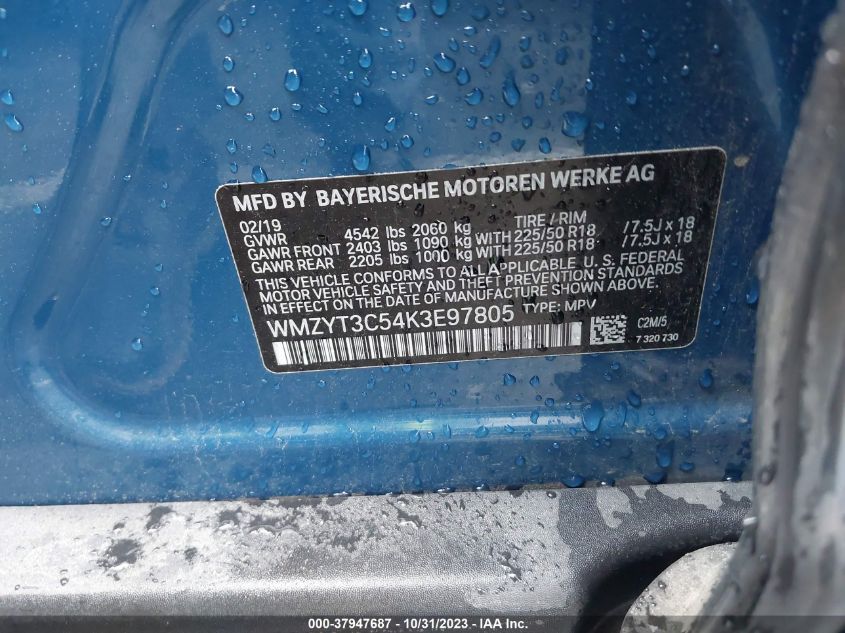 MFD BY BAYERISCHE MOTOREN WERKE AG
02/19 TIRE / RIM
GVWR 4542 lbs 2060 kg
GAWR FRONT 2403 lbs 1090 kg WITH 225/50 R18 /7.5J x 18
GAWR REAR 2205 lbs 1000 kg WITH 225/50 R18 /7.5J x 18
THIS VEHICLE CONFORMS TO ALL APPLICABLE U. S. FEDERAL
MOTOR VEHICLE SAFETY AND THEFT PREVENTION STANDARDS
IN EFFECT ON THE DATE OF MANUFACTURE SHOWN ABOVE.
WMZYT3C54K3E97805 TYPE: MPV
C2M/5
7 320 730
000-37947687 - 10/31/2023 - IAAI.com